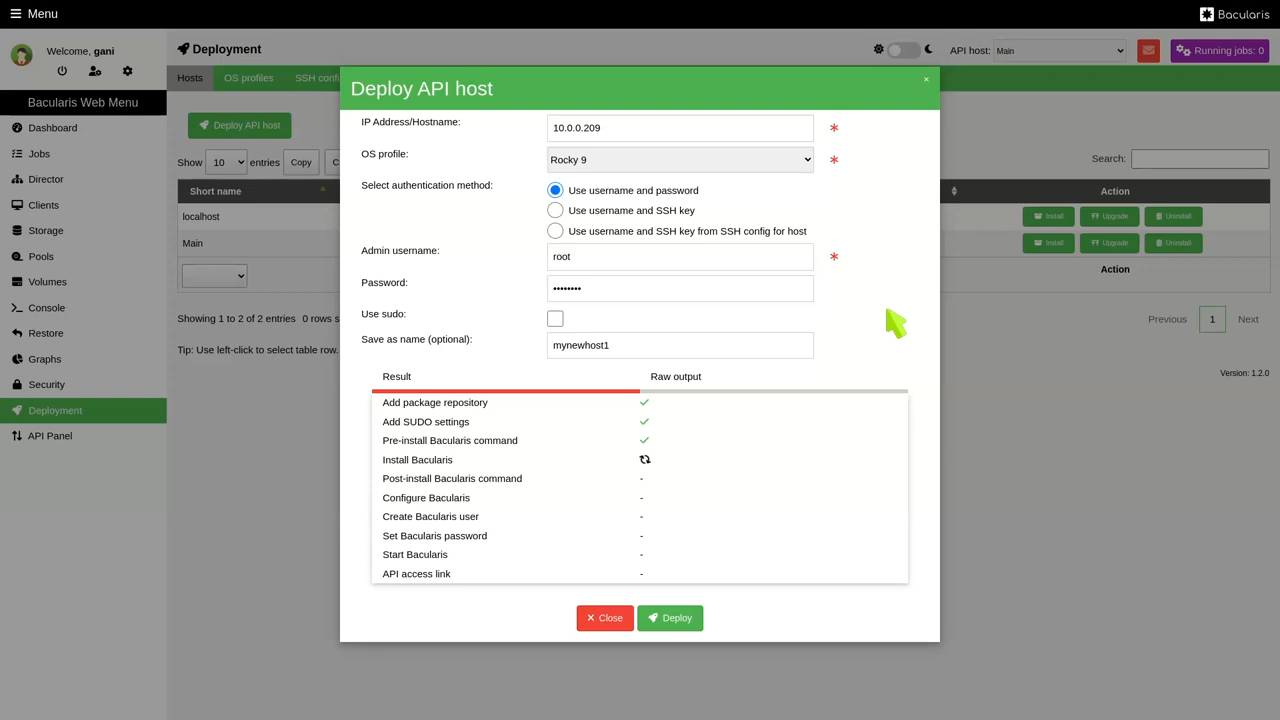 Menu
Bacularis
Welcome, gani
Deployment
API host:
Main
Running jobs: 0
Bacularis Web Menu
Dashboard
Jobs
Director
Clients
Storage
Pools
Volumes
Console
Restore
Graphs
Security
Deployment
API Panel
Hosts
OS profiles
SSH confi
Deploy API host
Show 10 entries
Copy
Search:
Short name
Action
localhost
Install
Upgrade
Uninstall
Main
Install
Upgrade
Uninstall
Action
Showing 1 to 2 of 2 entries 0 rows s
Previous
1
Next
Tip: Use left-click to select table row.
Version: 1.2.0
Deploy API host
×
IP Address/Hostname:
10.0.0.209
OS profile:
Rocky 9
Select authentication method:
Use username and password
Use username and SSH key
Use username and SSH key from SSH config for host
Admin username:
root
Password:
••••••••
Use sudo:
Save as name (optional):
mynewhost1
Result
Raw output
Add package repository
Add SUDO settings
Pre-install Bacularis command
Install Bacularis
Post-install Bacularis command -
Configure Bacularis -
Create Bacularis user -
Set Bacularis password -
Start Bacularis -
API access link -
Close
Deploy